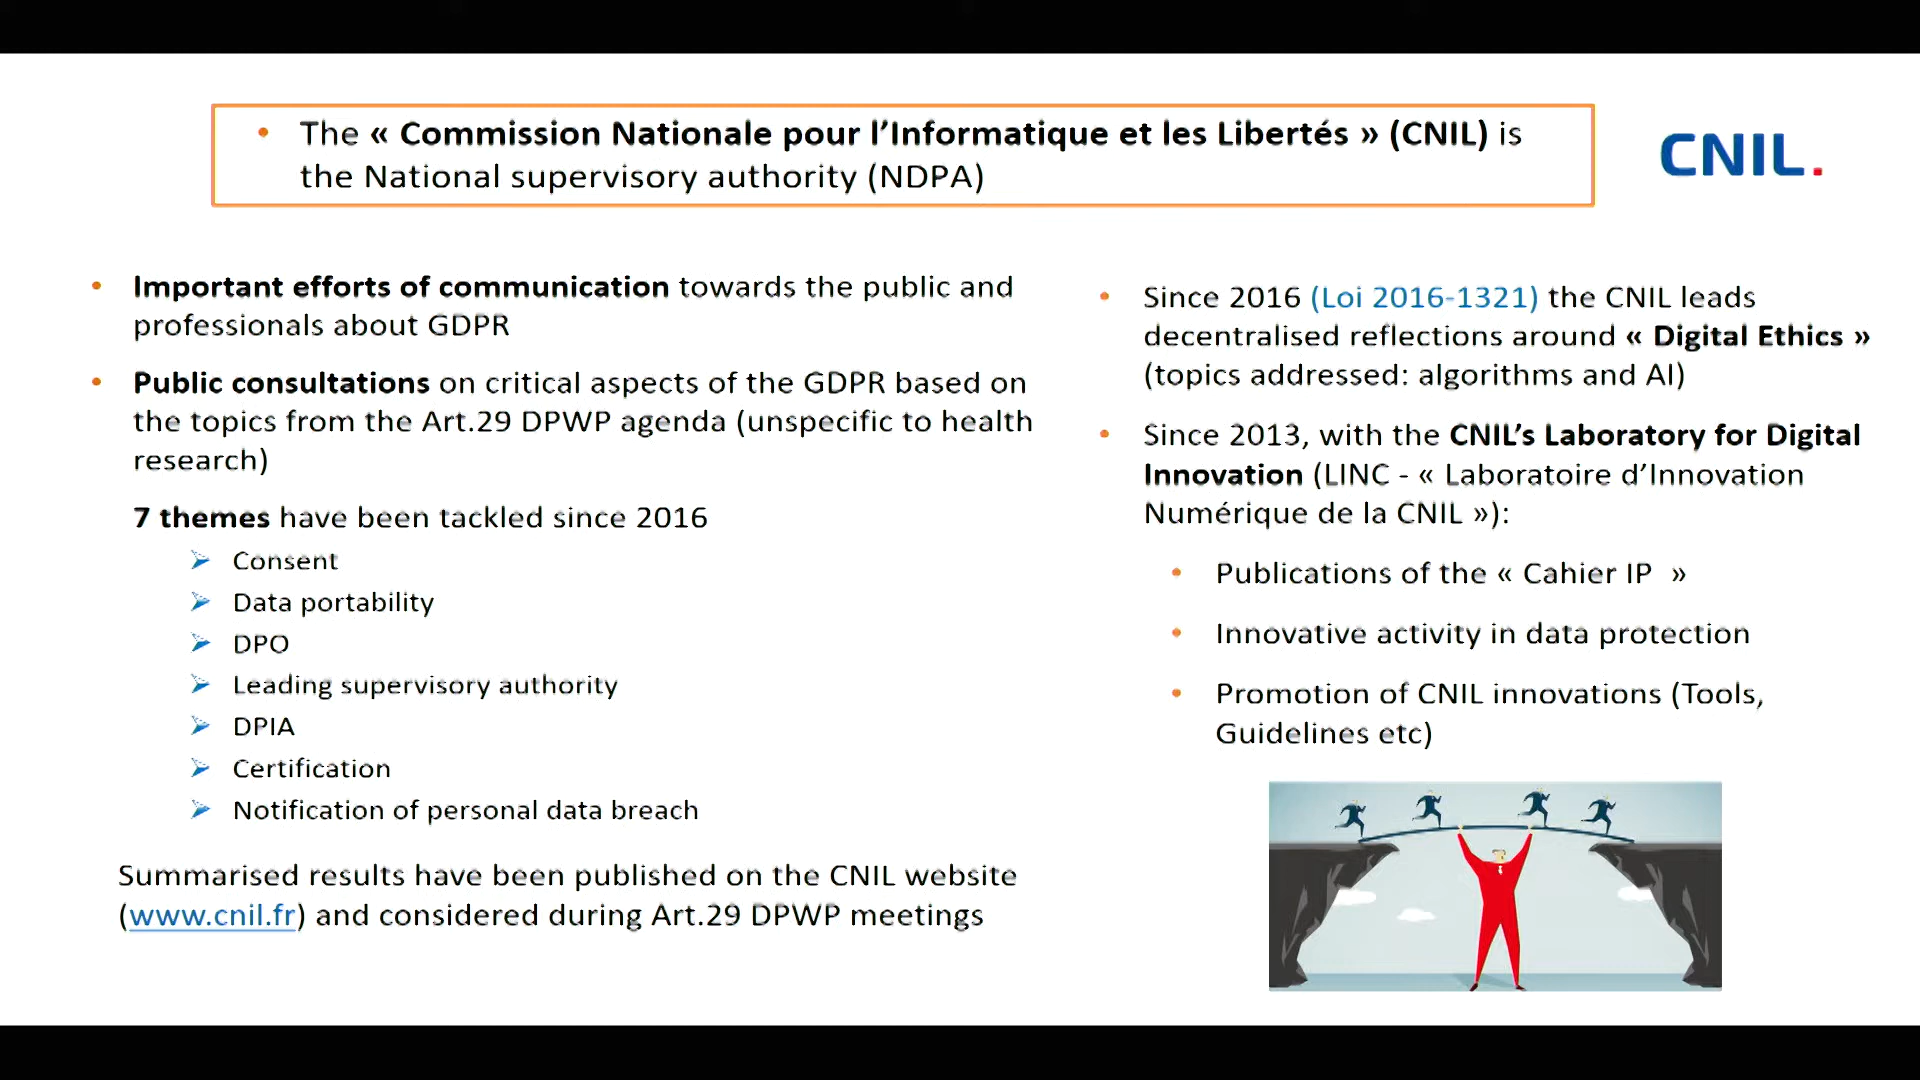 • The « Commission Nationale pour l’Informatique et les Libertés » (CNIL) is
the National supervisory authority (NDPA)
CNIL.
• Important efforts of communication towards the public and
professionals about GDPR
• Public consultations on critical aspects of the GDPR based on
the topics from the Art.29 DPWP agenda (unspecific to health
research)
7 themes have been tackled since 2016
➢ Consent
➢ Data portability
➢ DPO
➢ Leading supervisory authority
➢ DPIA
➢ Certification
➢ Notification of personal data breach
Summarised results have been published on the CNIL website
(www.cnil.fr) and considered during Art.29 DPWP meetings
• Since 2016 (Loi 2016-1321) the CNIL leads
decentralised reflections around « Digital Ethics »
(topics addressed: algorithms and AI)
• Since 2013, with the CNIL’s Laboratory for Digital
Innovation (LINC - « Laboratoire d’Innovation
Numérique de la CNIL »):
• Publications of the « Cahier IP »
• Innovative activity in data protection
• Promotion of CNIL innovations (Tools,
Guidelines etc)